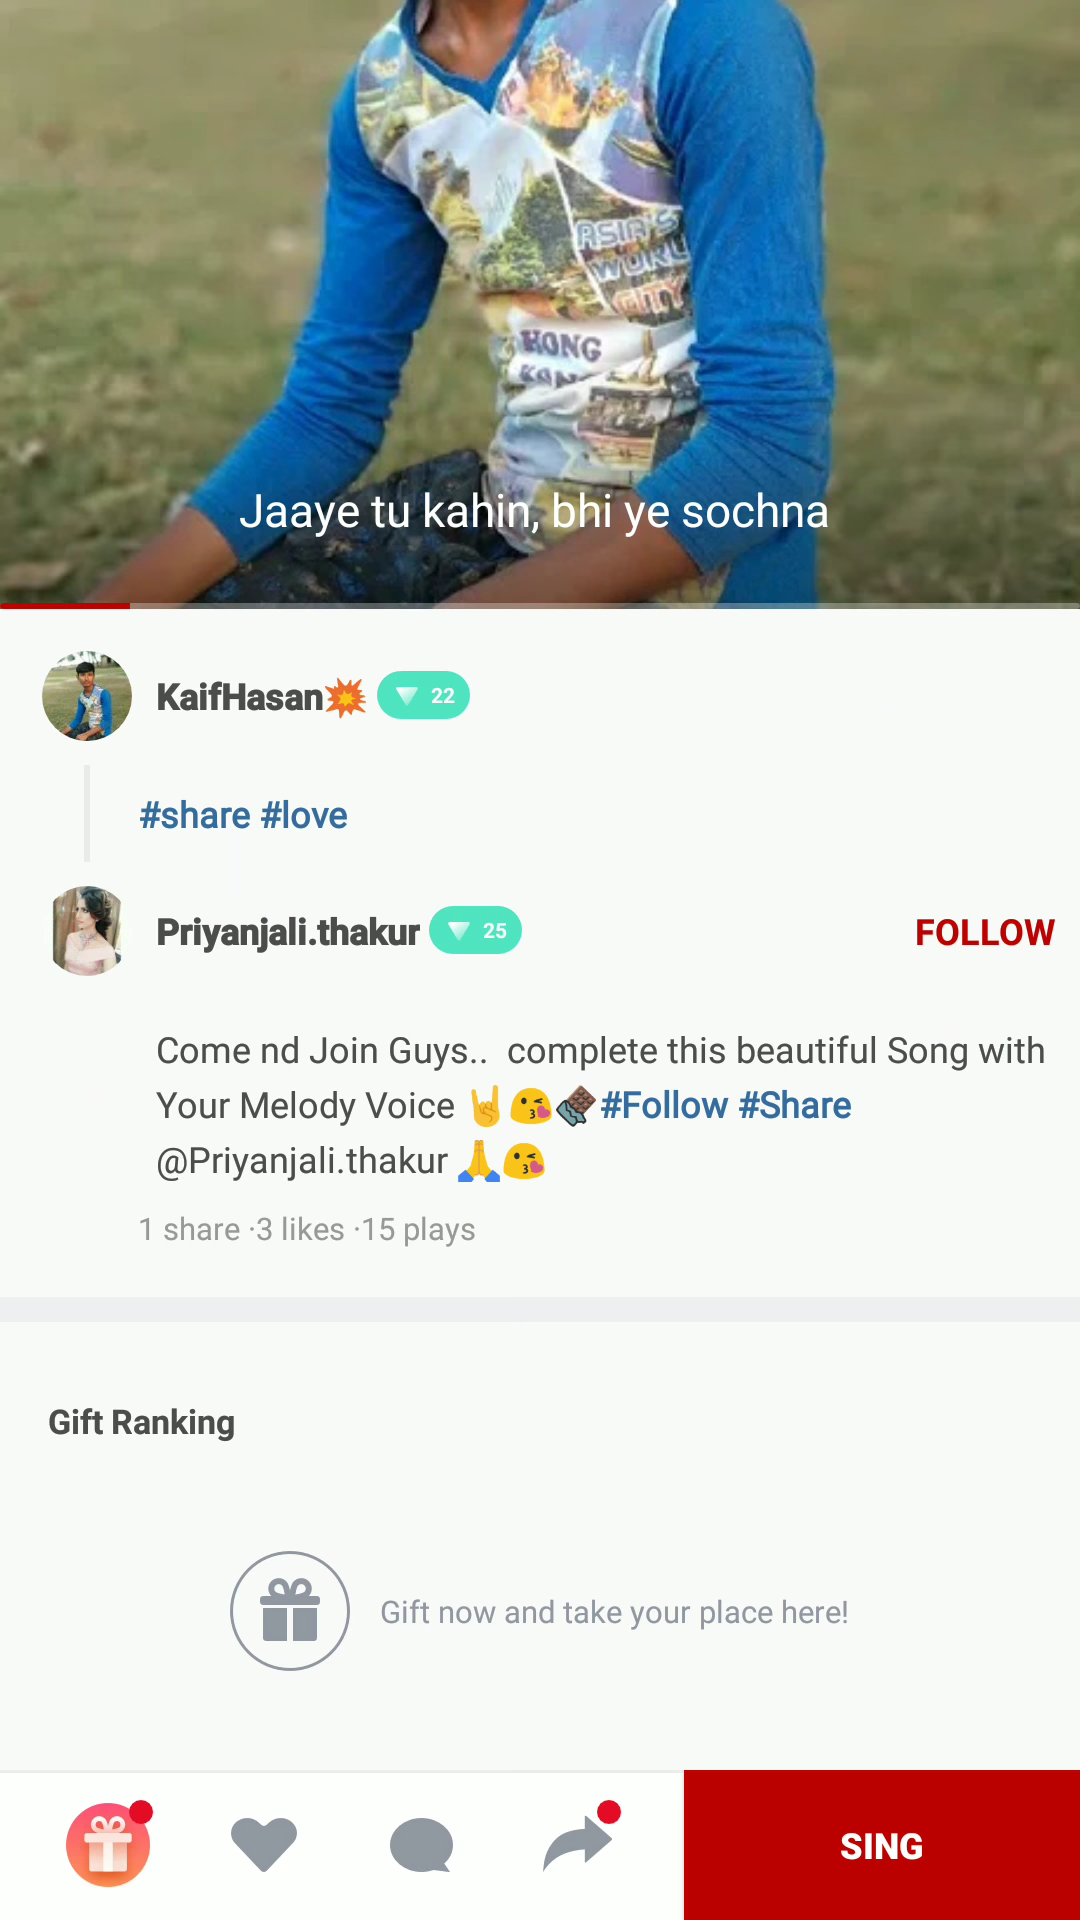 ASIA'S
WORL
CITY
HONG
KON
Jaaye tu kahin, bhi ye sochna
KaifHasan💥 22
#share #love
Priyanjali.thakur 25
FOLLOW
Come nd Join Guys..  complete this beautiful Song with
Your Melody Voice 🤘😘🍫#Follow #Share
@Priyanjali.thakur 🙏😘
1 share ·3 likes ·15 plays
Gift Ranking
Gift now and take your place here!
SING